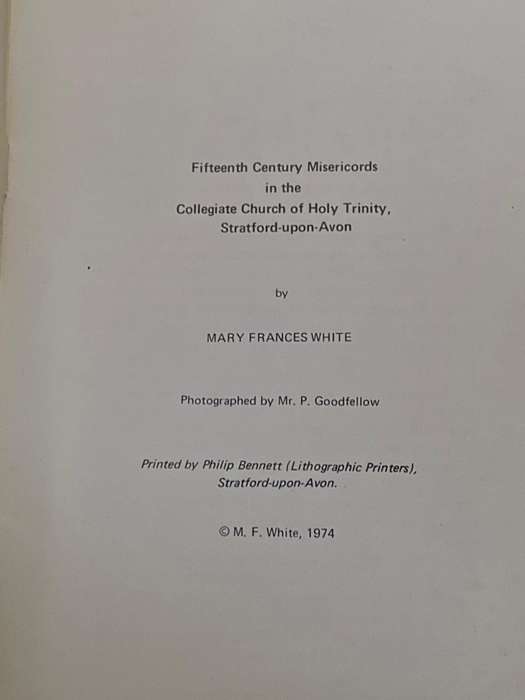 Fifteenth Century Misericords
in the
Collegiate Church of Holy Trinity,
Stratford-upon-Avon
by
MARY FRANCES WHITE
Photographed by Mr. P. Goodfellow
Printed by Philip Bennett (Lithographic Printers),
Stratford-upon-Avon.
© M. F. White, 1974